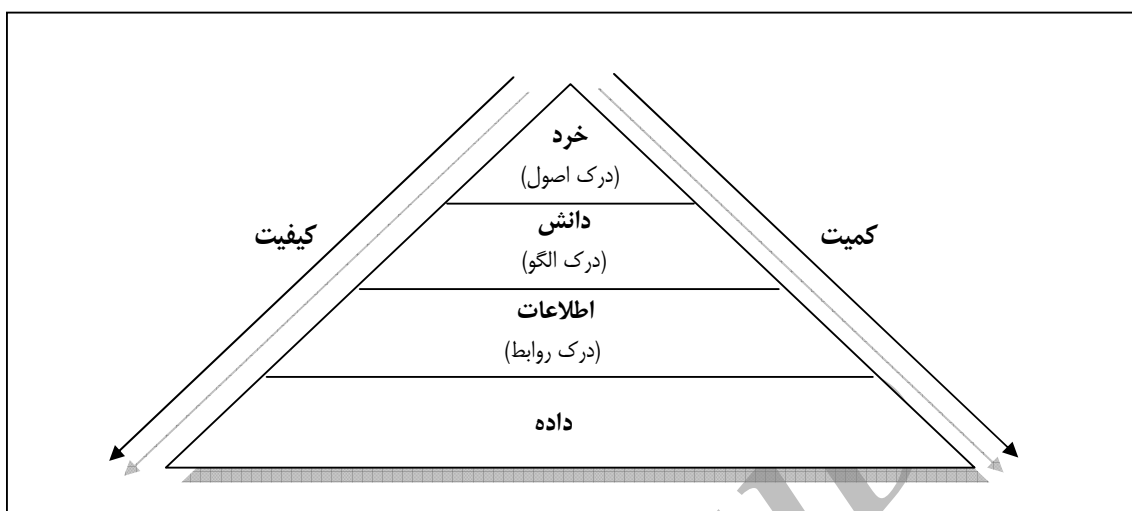 خرد
(درک اصول)
دانش
(درک الگو)
کیفیت
کمیت
اطلاعات
(درک روابط)
داده